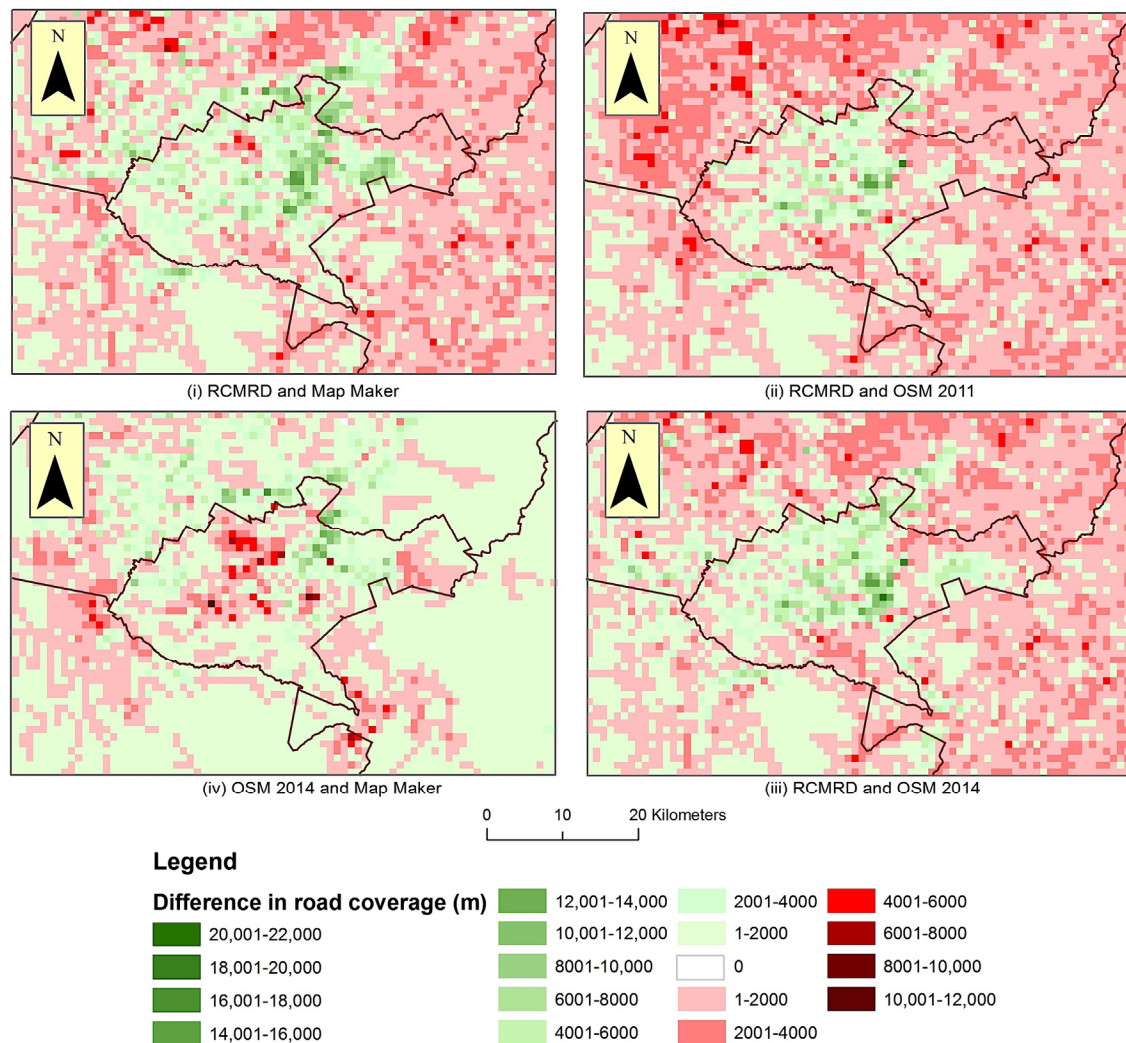 N
N
(i) RCMRD and Map Maker
(ii) RCMRD and OSM 2011
N
N
(iv) OSM 2014 and Map Maker
(iii) RCMRD and OSM 2014
0 10 20 Kilometers
Legend
Difference in road coverage (m)
20,001-22,000
18,001-20,000
16,001-18,000
14,001-16,000
12,001-14,000
10,001-12,000
8001-10,000
6001-8000
4001-6000
2001-4000
1-2000
0
1-2000
2001-4000
4001-6000
6001-8000
8001-10,000
10,001-12,000